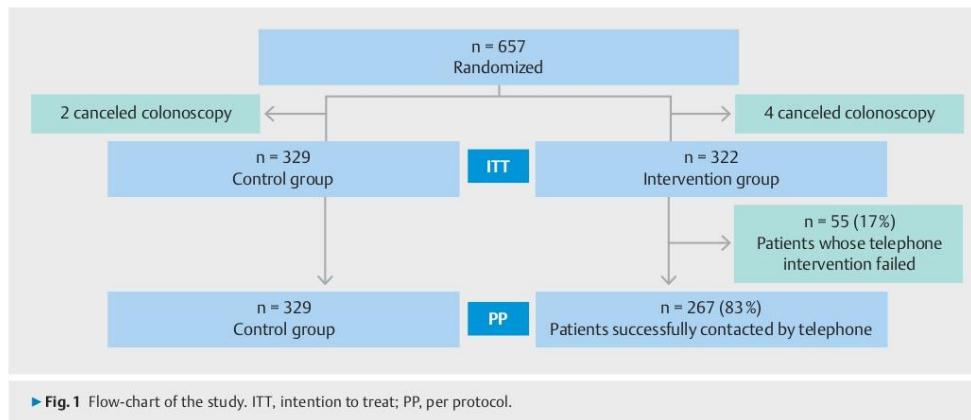 n = 657
Randomized
2 canceled colonoscopy
4 canceled colonoscopy
n = 329
Control group
ITT
n = 322
Intervention group
n = 55 (17%)
Patients whose telephone
intervention failed
n = 329
Control group
PP
n = 267 (83%)
Patients successfully contacted by telephone
▶ Fig. 1 Flow-chart of the study. ITT, intention to treat; PP, per protocol.